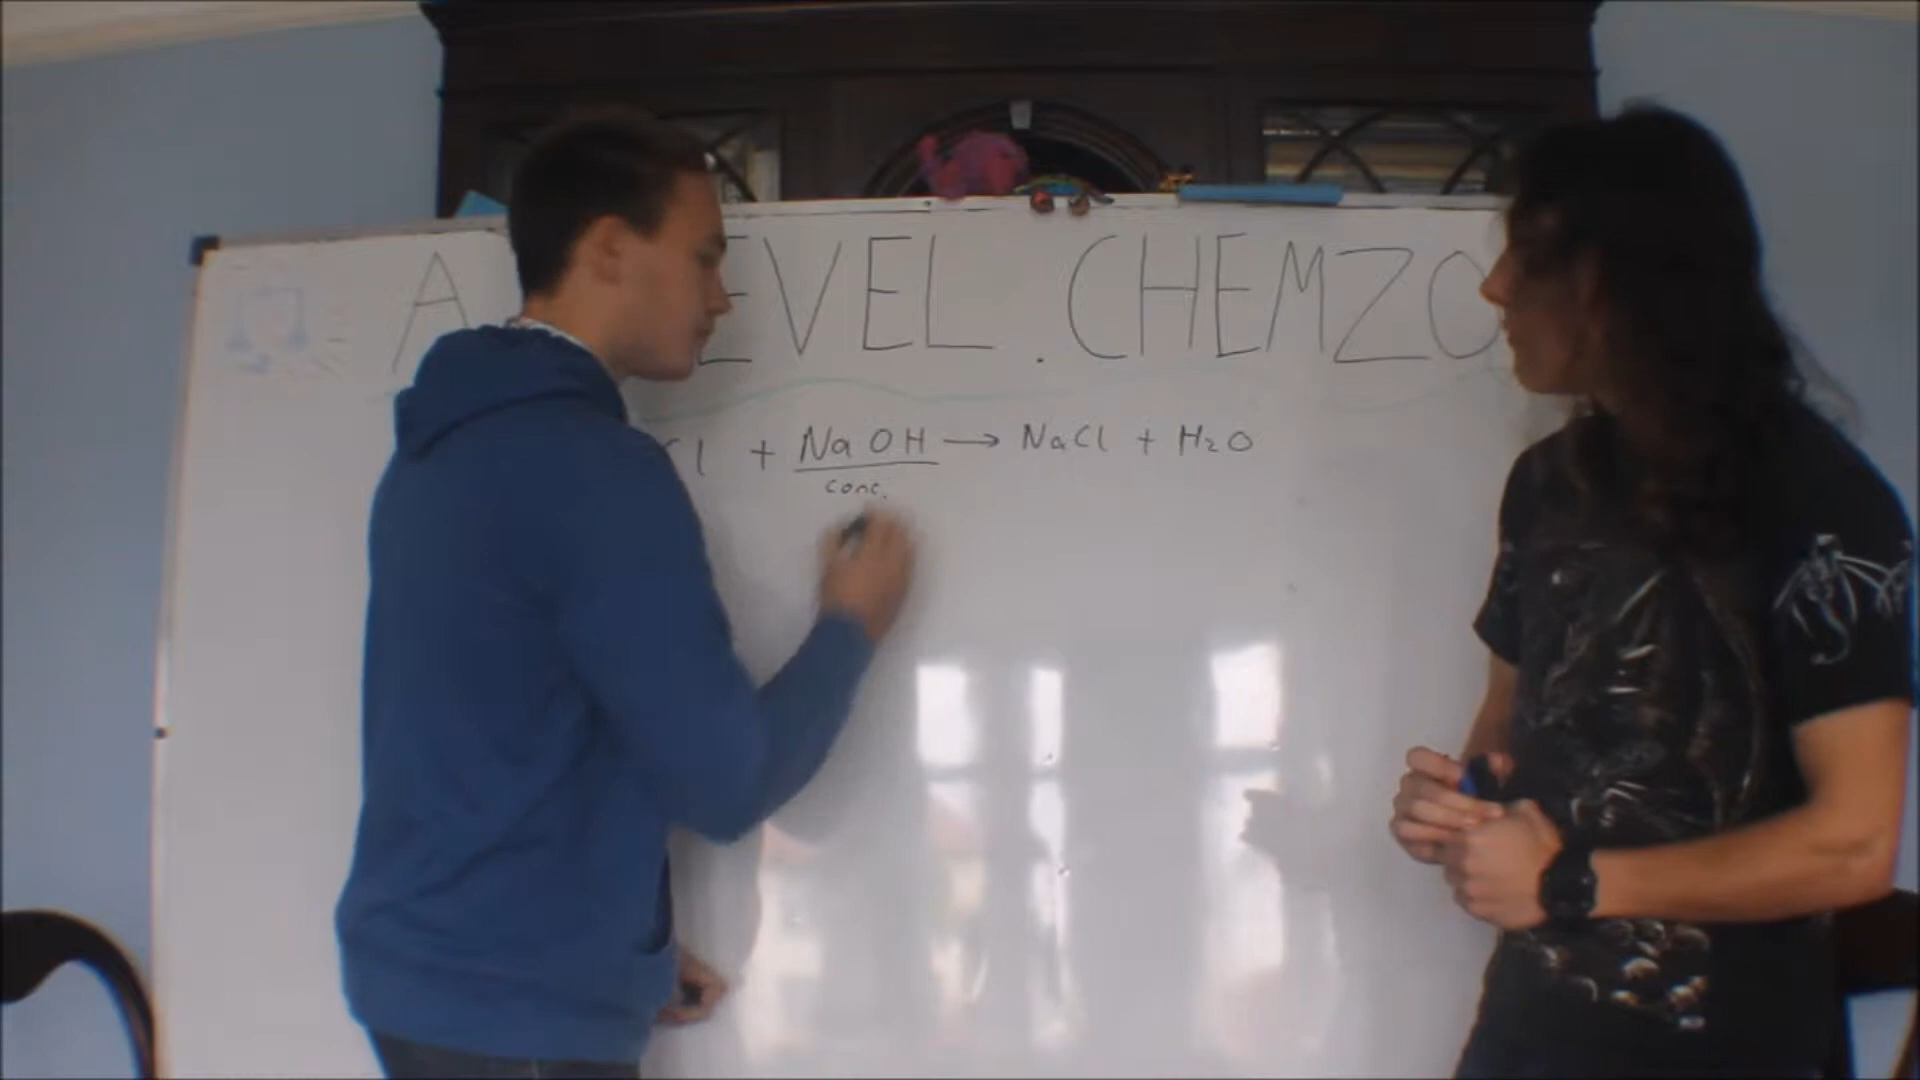 A EVEL . CHEMZO
Cl + NaOH → NaCl + H₂O
conc.